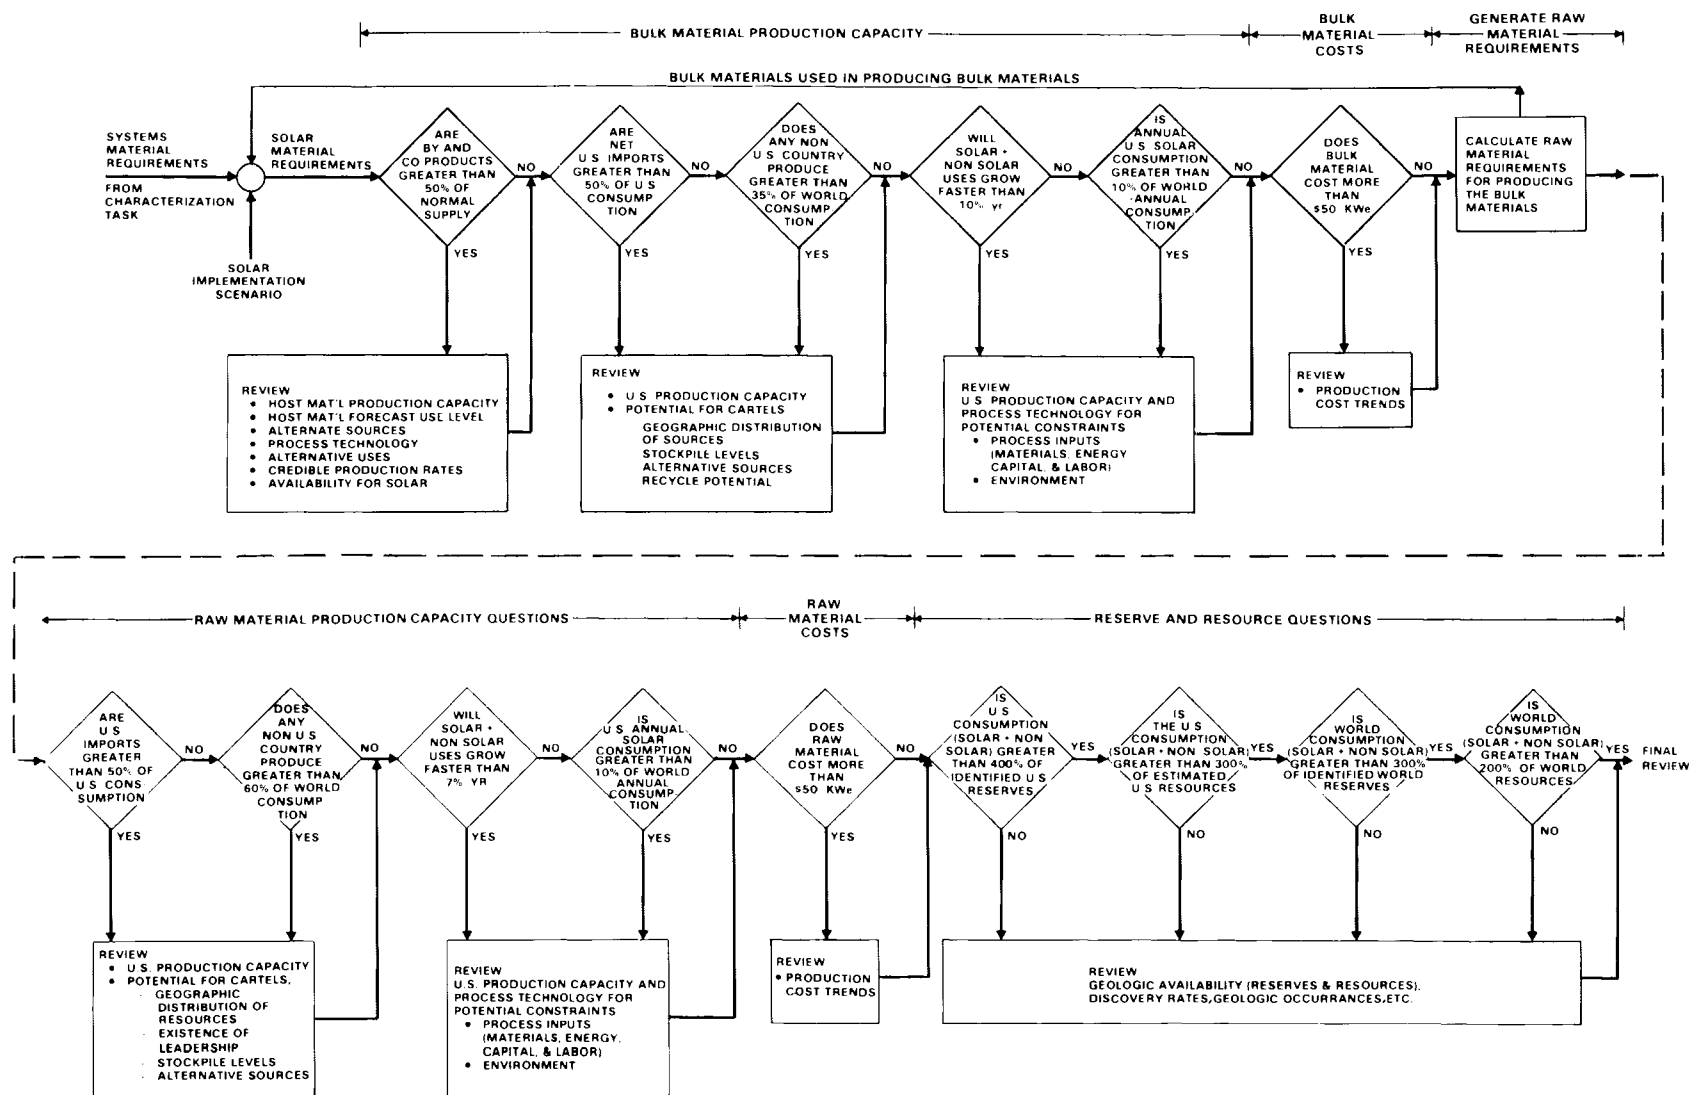 BULK MATERIAL PRODUCTION CAPACITY
BULK
MATERIAL
COSTS
GENERATE RAW
MATERIAL
REQUIREMENTS
BULK MATERIALS USED IN PRODUCING BULK MATERIALS
SYSTEMS
MATERIAL
REQUIREMENTS
FROM
CHARACTERIZATION
TASK
SOLAR
MATERIAL
REQUIREMENTS
SOLAR
IMPLEMENTATION
SCENARIO
ARE
BY AND
CO PRODUCTS
GREATER THAN
50% OF
NORMAL
SUPPLY
NO
YES
ARE
NET
U.S. IMPORTS
GREATER THAN
50% OF U S
CONSUMP
TION
NO
YES
DOES
ANY NON
U S COUNTRY
PRODUCE
GREATER THAN
35% OF WORLD
CONSUMP
TION
NO
YES
WILL
SOLAR +
NON SOLAR
USES GROW
FASTER THAN
10% yr
NO
YES
IS
ANNUAL
U S SOLAR
CONSUMPTION
GREATER THAN
10% OF WORLD
ANNUAL
CONSUMP
TION
NO
YES
DOES
BULK
MATERIAL
COST MORE
THAN
$50 KWe
NO
YES
CALCULATE RAW
MATERIAL
REQUIREMENTS
FOR PRODUCING
THE BULK
MATERIALS
REVIEW
• HOST MAT'L PRODUCTION CAPACITY
• HOST MAT'L FORECAST USE LEVEL
• ALTERNATE SOURCES
• PROCESS TECHNOLOGY
• ALTERNATIVE USES
• CREDIBLE PRODUCTION RATES
• AVAILABILITY FOR SOLAR
REVIEW
• U S PRODUCTION CAPACITY
• POTENTIAL FOR CARTELS
GEOGRAPHIC DISTRIBUTION
OF SOURCES
STOCKPILE LEVELS
ALTERNATIVE SOURCES
RECYCLE POTENTIAL
REVIEW
U S PRODUCTION CAPACITY AND
PROCESS TECHNOLOGY FOR
POTENTIAL CONSTRAINTS
• PROCESS INPUTS
(MATERIALS, ENERGY
CAPITAL, & LABOR)
• ENVIRONMENT
REVIEW
• PRODUCTION
COST TRENDS
RAW MATERIAL PRODUCTION CAPACITY QUESTIONS
RAW
MATERIAL
COSTS
RESERVE AND RESOURCE QUESTIONS
ARE
U S
IMPORTS
GREATER
THAN 50% OF
U S CONS-
SUMPTION
NO
YES
DOES
ANY
NON U S
COUNTRY
PRODUCE
GREATER THAN
60% OF WORLD
CONSUMP
TION
NO
YES
WILL
SOLAR +
NON SOLAR
USES GROW
FASTER THAN
7% YR
NO
YES
IS
U S ANNUAL
SOLAR
CONSUMPTION
GREATER THAN
10% OF WORLD
ANNUAL
CONSUMP-
TION
NO
YES
DOES
RAW
MATERIAL
COST MORE
THAN
$50 KWe
NO
YES
IS
U S
CONSUMPTION
(SOLAR + NON
SOLAR) GREATER
THAN 400% OF
IDENTIFIED U S
RESERVES
YES
NO
IS
THE U S
CONSUMPTION
(SOLAR + NON SOLAR)
GREATER THAN 300%
OF ESTIMATED
U S RESOURCES
YES
NO
IS
WORLD
CONSUMPTION
(SOLAR + NON SOLAR)
GREATER THAN 300%
OF IDENTIFIED WORLD
RESERVES
YES
NO
IS
WORLD
CONSUMPTION
(SOLAR + NON SOLAR)
GREATER THAN
200% OF WORLD
RESOURCES
YES
NO
FINAL
REVIEW
REVIEW
• U.S. PRODUCTION CAPACITY
• POTENTIAL FOR CARTELS,
GEOGRAPHIC
DISTRIBUTION OF
RESOURCES
EXISTENCE OF
LEADERSHIP
STOCKPILE LEVELS
ALTERNATIVE SOURCES
REVIEW
U.S. PRODUCTION CAPACITY AND
PROCESS TECHNOLOGY FOR
POTENTIAL CONSTRAINTS
• PROCESS INPUTS
(MATERIALS, ENERGY,
CAPITAL, & LABOR)
• ENVIRONMENT
REVIEW
• PRODUCTION
COST TRENDS
REVIEW
GEOLOGIC AVAILABILITY (RESERVES & RESOURCES),
DISCOVERY RATES,GEOLOGIC OCCURRANCES,ETC.